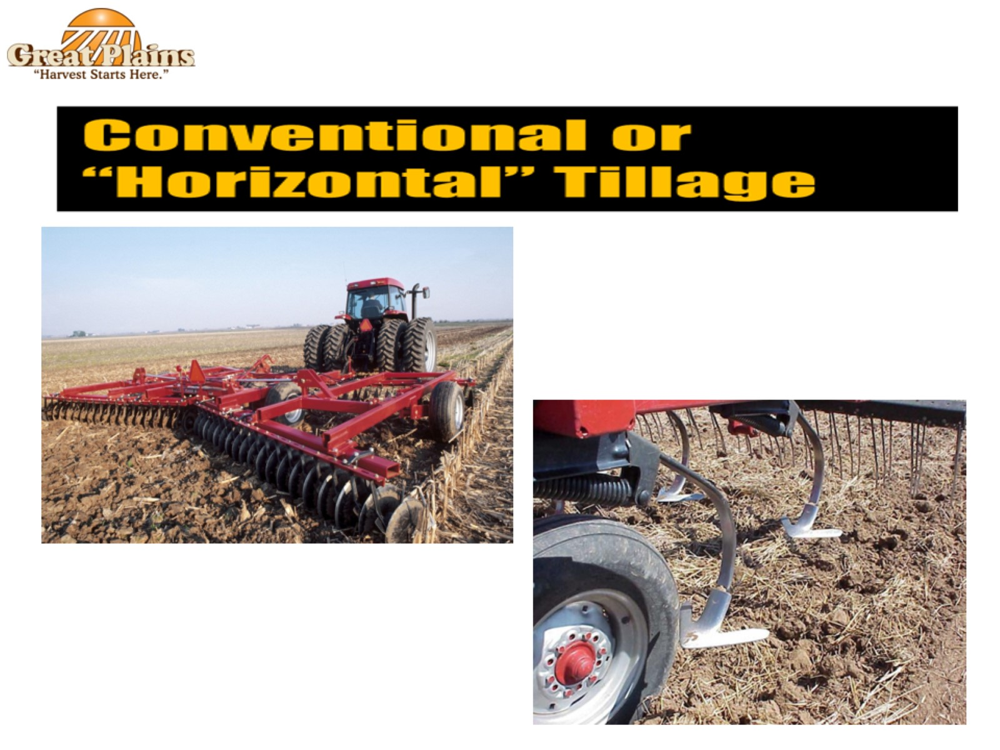 Great Plains
“Harvest Starts Here.”
Conventional or
“Horizontal” Tillage